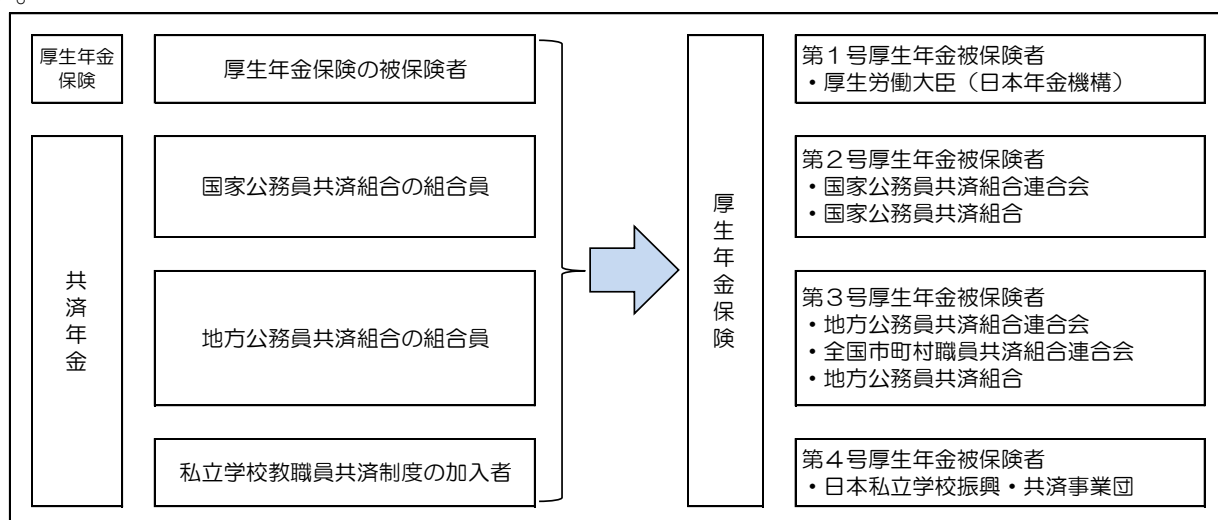 。
厚生年金
保険
厚生年金保険の被保険者
共済年金
国家公務員共済組合の組合員
地方公務員共済組合の組合員
私立学校教職員共済制度の加入者
厚生年金保険
第1号厚生年金被保険者
・厚生労働大臣（日本年金機構）
第2号厚生年金被保険者
・国家公務員共済組合連合会
・国家公務員共済組合
第3号厚生年金被保険者
・地方公務員共済組合連合会
・全国市町村職員共済組合連合会
・地方公務員共済組合
第4号厚生年金被保険者
・日本私立学校振興・共済事業団